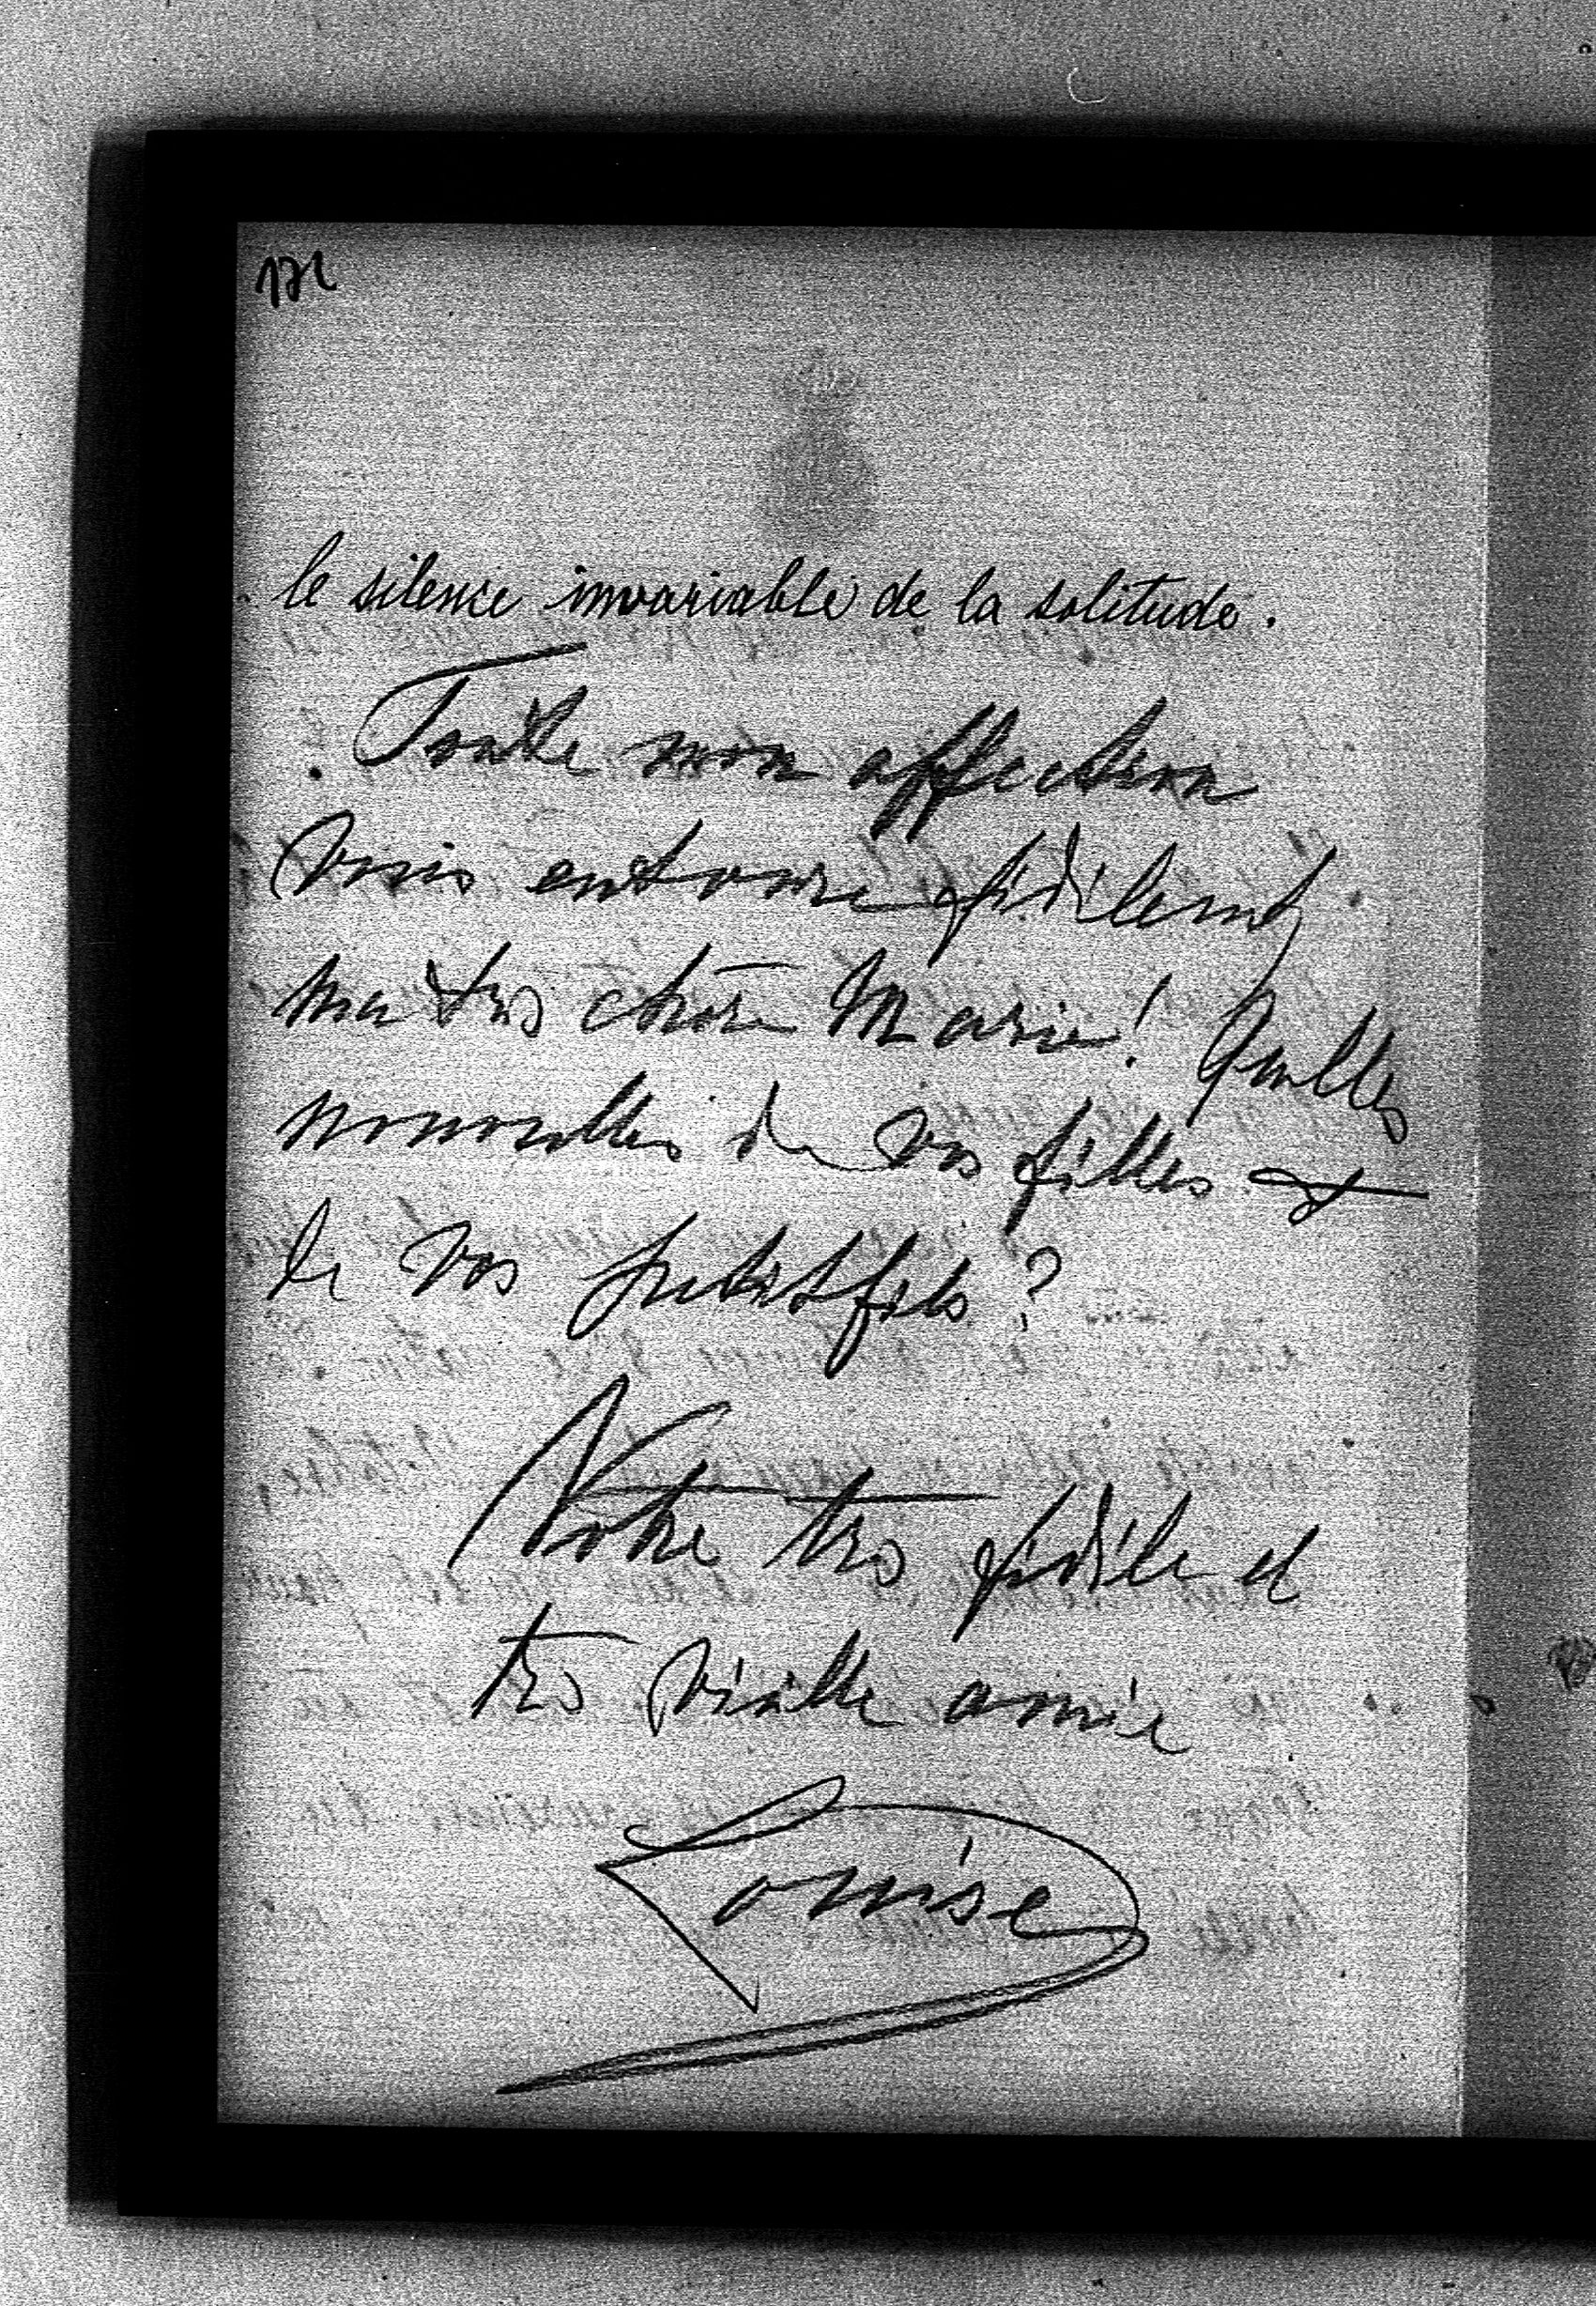 171
le silence invariable de la solitude.
Toute mon affection
vous entoure fidèlement,
ma très chère Marie! Quelles
nouvelles de vos filles et
de vos petits fils?
Votre très fidèle et
très vieille amie
Louise